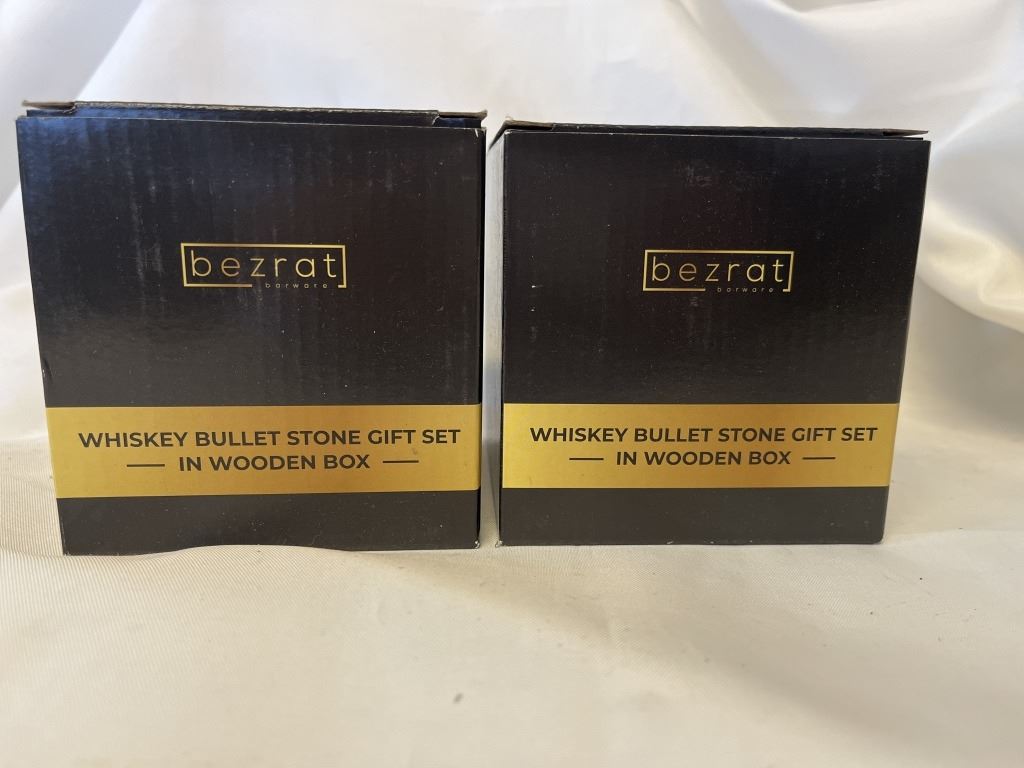 bezrat
barware
WHISKEY BULLET STONE GIFT SET
IN WOODEN BOX
bezrat
barware
WHISKEY BULLET STONE GIFT SET
IN WOODEN BOX